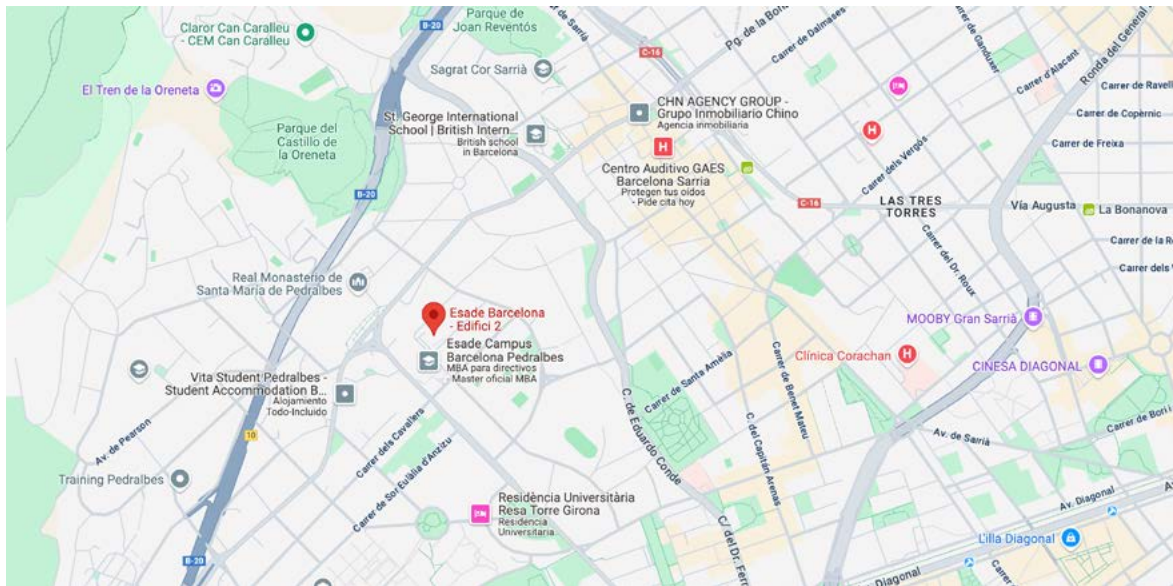 Claror Can Caralleu
- CEM Can Caralleu
B-20
Parque de
Joan Reventós
de Sarrià
C-16
Pg. de la Bona
Carrer de Dalmases
Carrer de Ganduxer
Carrer d'Alacant
Ronda del General
Sagrat Cor Sarrià
El Tren de la Oreneta
Carrer de Ravell
Carrer de Copèrnic
Carrer de Freixa
CHN AGENCY GROUP -
Grupo Inmobiliario Chino
Agencia inmobiliaria
St. George International
School | British Intern...
British school
in Barcelona
Parque del
Castillo de
la Oreneta
H
H
Carrer dels Vergós
Centro Auditivo GAES
Barcelona Sarria
Protegen tus oídos
- Pide cita hoy
B-20
C-16
LAS TRES
TORRES
Vía Augusta
La Bonanova
Carrer de la R
Carrer dels V
Carrer del Dr. Roux
Real Monasterio de
Santa María de Pedralbes
Esade Barcelona
- Edifici 2
Esade Campus
Barcelona Pedralbes
MBA para directivos
Master oficial MBA
MOOBY Gran Sarrià
Clínica Corachan
H
CINESA DIAGONAL
Carrer de Santa Amèlia
Carrer de Benet Mateu
Vita Student Pedralbes -
Student Accommodation B...
Alojamiento
Todo-Incluido
C. de Eduardo Conde
C. del Capitán Arenas
Carrer de Bori i
Av. de Sarrià
10
Av. de Pearson
Carrer dels Cavallers
Carrer de Sor Eulàlia d'Anzizu
Training Pedralbes
Residència Universitària
Resa Torre Girona
Residencia
Universitaria...
Av. Diagonal
Av
L'illa Diagonal
C/ del Dr. Ferr
B-20
Diagonal